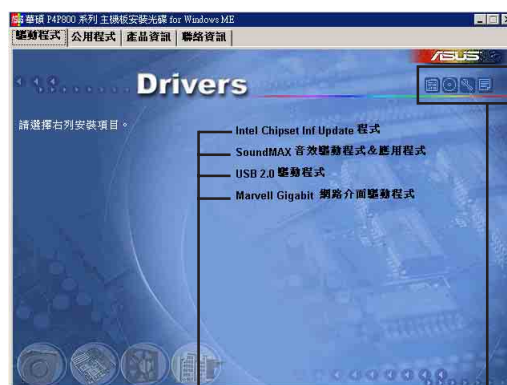 華碩 P4P800 系列 主機板安裝光碟 for Windows ME
驅動程式 公用程式 產品資訊 聯絡資訊
ASUS
Drivers
請選擇右列安裝項目。
Intel Chipset Inf Update 程式
SoundMAX 音效驅動程式&應用程式
USB 2.0 驅動程式
Marvell Gigabit 網路介面驅動程式